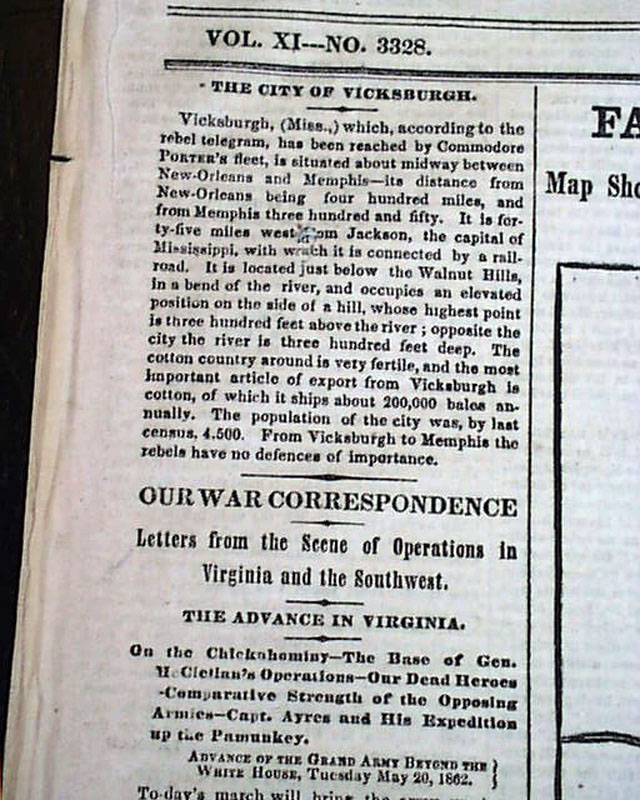 VOL. XI---NO. 3328.
THE CITY OF VICKSBURGH.
Vicksburgh, (Miss.,) which, according to the
rebel telegram, has been reached by Commodore
PORTER's fleet, is situated about midway between
New-Orleans and Memphis—its distance from
New-Orleans being four hundred miles, and
from Memphis three hundred and fifty. It is for-
ty-five miles west from Jackson, the capital of
Mississippi, with which it is connected by a rail-
road. It is located just below the Walnut Hills,
in a bend of the river, and occupies an elevated
position on the side of a hill, whose highest point
is three hundred feet above the river; opposite the
city the river is three hundred feet deep. The
cotton country around is very fertile, and the most
important article of export from Vicksburgh is
cotton, of which it ships about 200,000 bales an-
nually. The population of the city was, by last
census, 4.500. From Vicksburgh to Memphis the
rebels have no defences of importance.
OUR WAR CORRESPONDENCE
Letters from the Scene of Operations in
Virginia and the Southwest.
THE ADVANCE IN VIRGINIA.
On the Chickahominy—The Base of Gen.
McClellan's Operations—Our Dead Heroes
-Comparative Strength of the Opposing
Armies—Capt. Ayres and His Expedition
up the Pamunkey.
ADVANCE OF THE GRAND ARMY BEYOND THE
WHITE HOUSE, Tuesday May 20, 1862.
To-day's march will bring the
FA
Map Sho